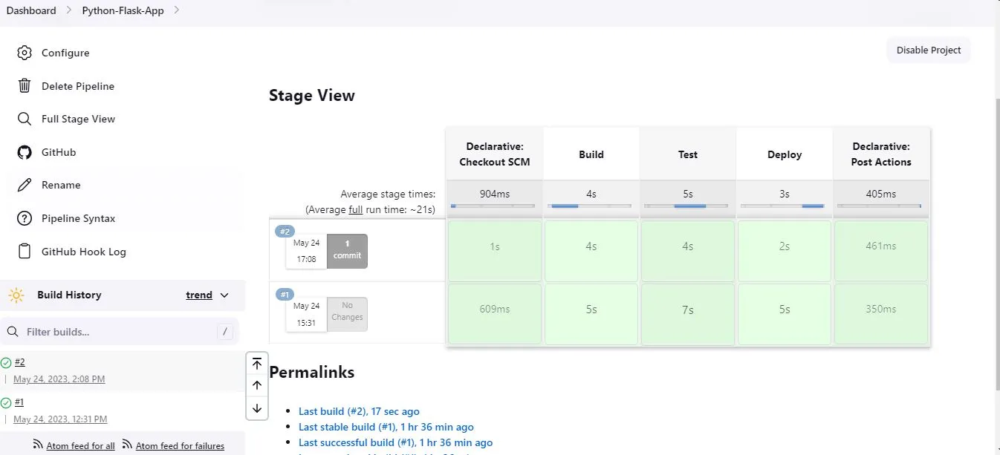 Dashboard
Python-Flask-App
Configure
Delete Pipeline
Full Stage View
GitHub
Rename
Pipeline Syntax
GitHub Hook Log
Build History
trend
Filter builds...
/
#2
May 24, 2023, 2:08 PM
#1
May 24, 2023, 12:31 PM
Atom feed for all
Atom feed for failures
Disable Project
Stage View
Declarative:
Checkout SCM
Build
Test
Deploy
Declarative:
Post Actions
Average stage times:
(Average full run time: ~21s)
904ms
4s
5s
3s
405ms
#2
May 24
17:08
1
commit
1s
4s
4s
2s
461ms
#1
May 24
15:31
No
Changes
609ms
5s
7s
5s
350ms
Permalinks
Last build (#2), 17 sec ago
Last stable build (#1), 1 hr 36 min ago
Last successful build (#1), 1 hr 36 min ago